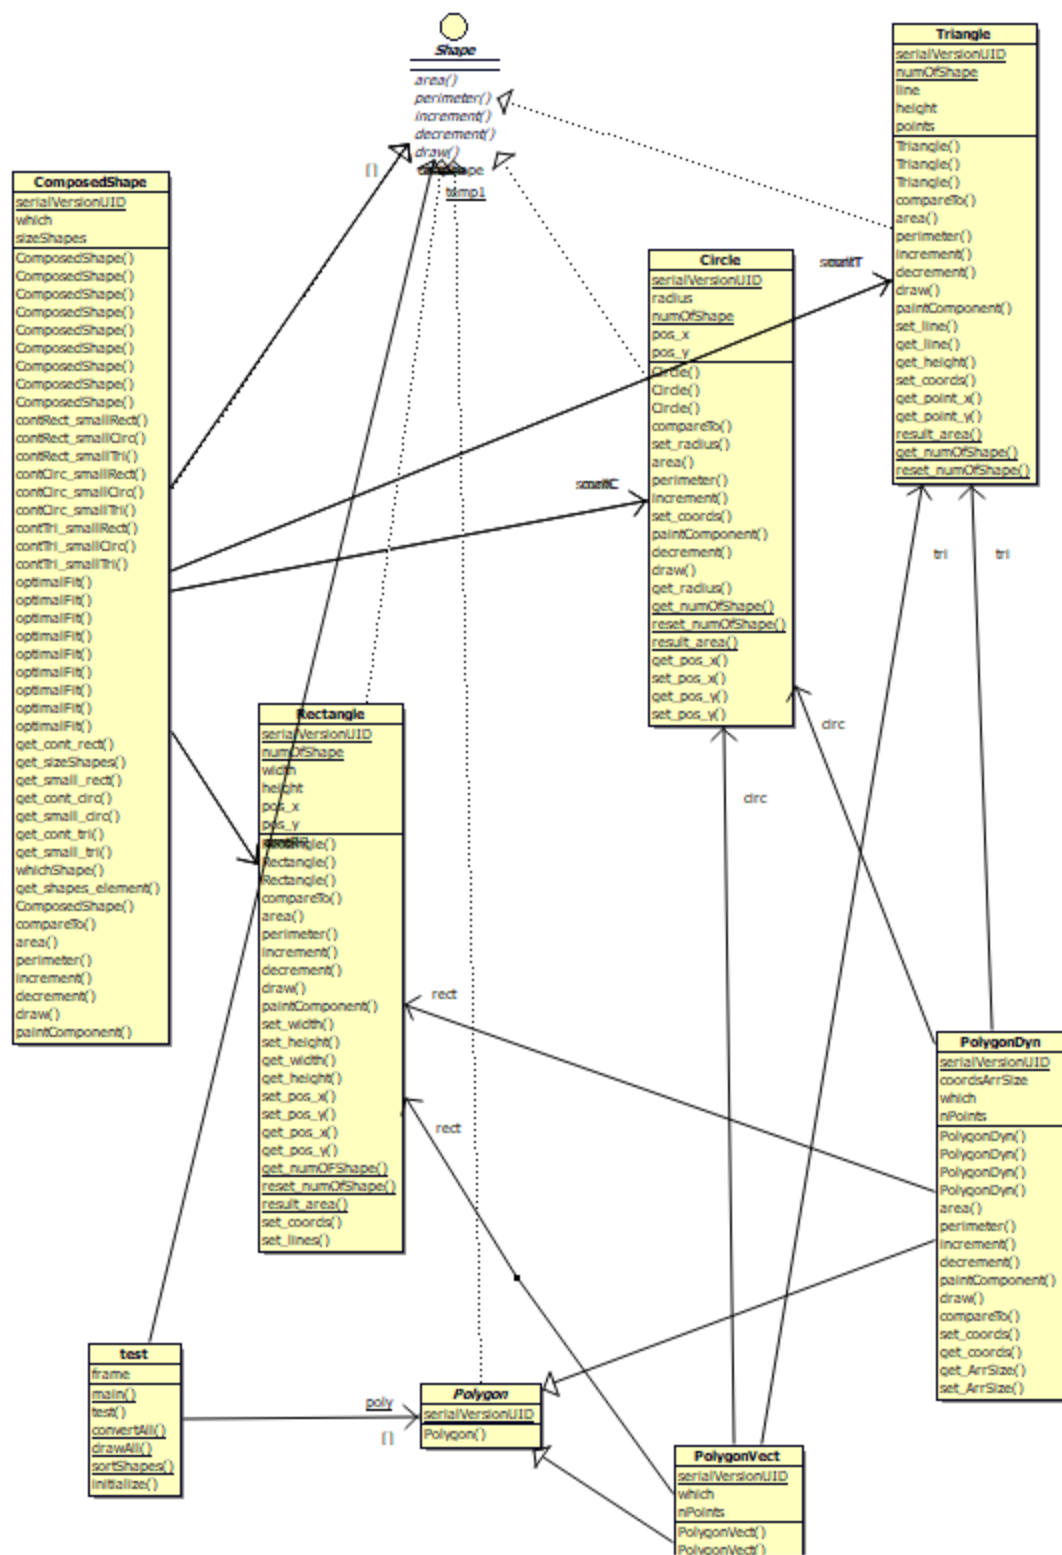 Shape
area()
perimeter()
increment()
decrement()
draw()
temp1
[]
ComposedShape
serialVersionUID
which
sizeShapes
ComposedShape()
ComposedShape()
ComposedShape()
ComposedShape()
ComposedShape()
ComposedShape()
ComposedShape()
ComposedShape()
ComposedShape()
contRect_smallRect()
contRect_smallCirc()
contRect_smallTri()
contCirc_smallRect()
contCirc_smallCirc()
contCirc_smallTri()
contTri_smallRect()
contTri_smallCirc()
contTri_smallTri()
optimalFit()
optimalFit()
optimalFit()
optimalFit()
optimalFit()
optimalFit()
optimalFit()
optimalFit()
optimalFit()
get_cont_rect()
get_sizeShapes()
get_small_rect()
get_cont_circ()
get_small_circ()
get_cont_tri()
get_small_tri()
whichShape()
get_shapes_element()
ComposedShape()
compareTo()
area()
perimeter()
increment()
decrement()
draw()
paintComponent()
Triangle
serialVersionUID
numOfShape
line
height
points
Triangle()
Triangle()
Triangle()
compareTo()
area()
perimeter()
increment()
decrement()
draw()
paintComponent()
set_line()
get_line()
get_height()
set_coords()
get_point_x()
get_point_y()
result_area()
get_numOfShape()
reset_numOfShape()
tri
tri
Circle
serialVersionUID
radius
numOfShape
pos_x
pos_y
Circle()
Circle()
Circle()
compareTo()
set_radius()
area()
perimeter()
increment()
set_coords()
paintComponent()
decrement()
draw()
get_radius()
get_numOfShape()
reset_numOfShape()
result_area()
get_pos_x()
set_pos_x()
get_pos_y()
set_pos_y()
circ
circ
Rectangle
serialVersionUID
numOfShape
width
height
pos_x
pos_y
Rectangle()
Rectangle()
compareTo()
area()
perimeter()
increment()
decrement()
draw()
paintComponent()
set_width()
set_height()
get_width()
get_height()
set_pos_x()
set_pos_y()
get_pos_x()
get_pos_y()
get_numOFShape()
reset_numOfShape()
result_area()
set_coords()
set_lines()
rect
rect
PolygonDyn
serialVersionUID
coordsArrSize
which
nPoints
PolygonDyn()
PolygonDyn()
PolygonDyn()
PolygonDyn()
area()
perimeter()
increment()
decrement()
paintComponent()
draw()
compareTo()
set_coords()
get_coords()
get_ArrSize()
set_ArrSize()
test
frame
main()
test()
convertAll()
drawAll()
sortShapes()
initialize()
poly
[]
Polygon
serialVersionUID
Polygon()
PolygonVect
serialVersionUID
which
nPoints
PolygonVect()
PolygonVect()